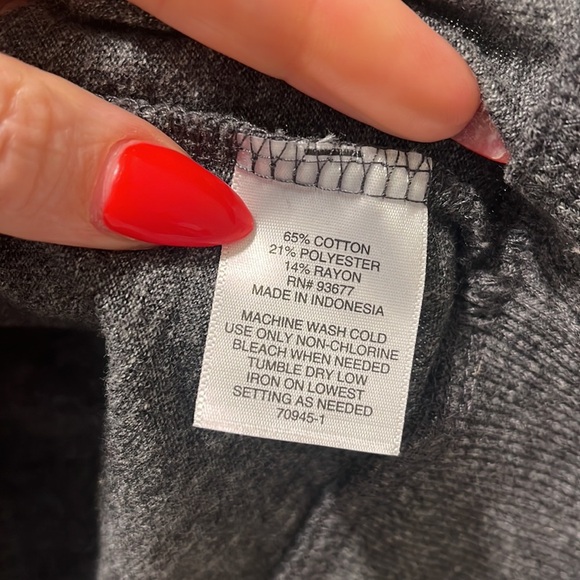 65% COTTON
21% POLYESTER
14% RAYON
RN# 93677
MADE IN INDONESIA
MACHINE WASH COLD
USE ONLY NON-CHLORINE
BLEACH WHEN NEEDED
TUMBLE DRY LOW
IRON ON LOWEST
SETTING AS NEEDED
70945-1